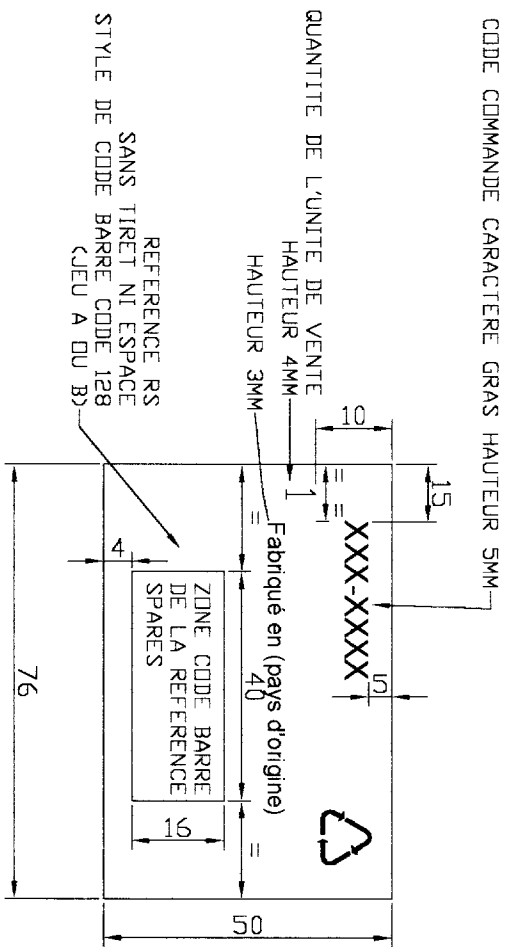 CODE COMMANDE CARACTERE GRAS HAUTEUR 5MM
QUANTITE DE L'UNITE DE VENTE
HAUTEUR 4MM
HAUTEUR 3MM
REFERENCE RS
SANS TIRET NI ESPACE
STYLE DE CODE BARRE CODE 128
(JEU A OU B)
15
10
= =
1
XXX-XXXX
5
Fabriqué en (pays d'origine)
= 40 =
ZONE CODE BARRE
DE LA REFERENCE
SPARES
16
4
50
76